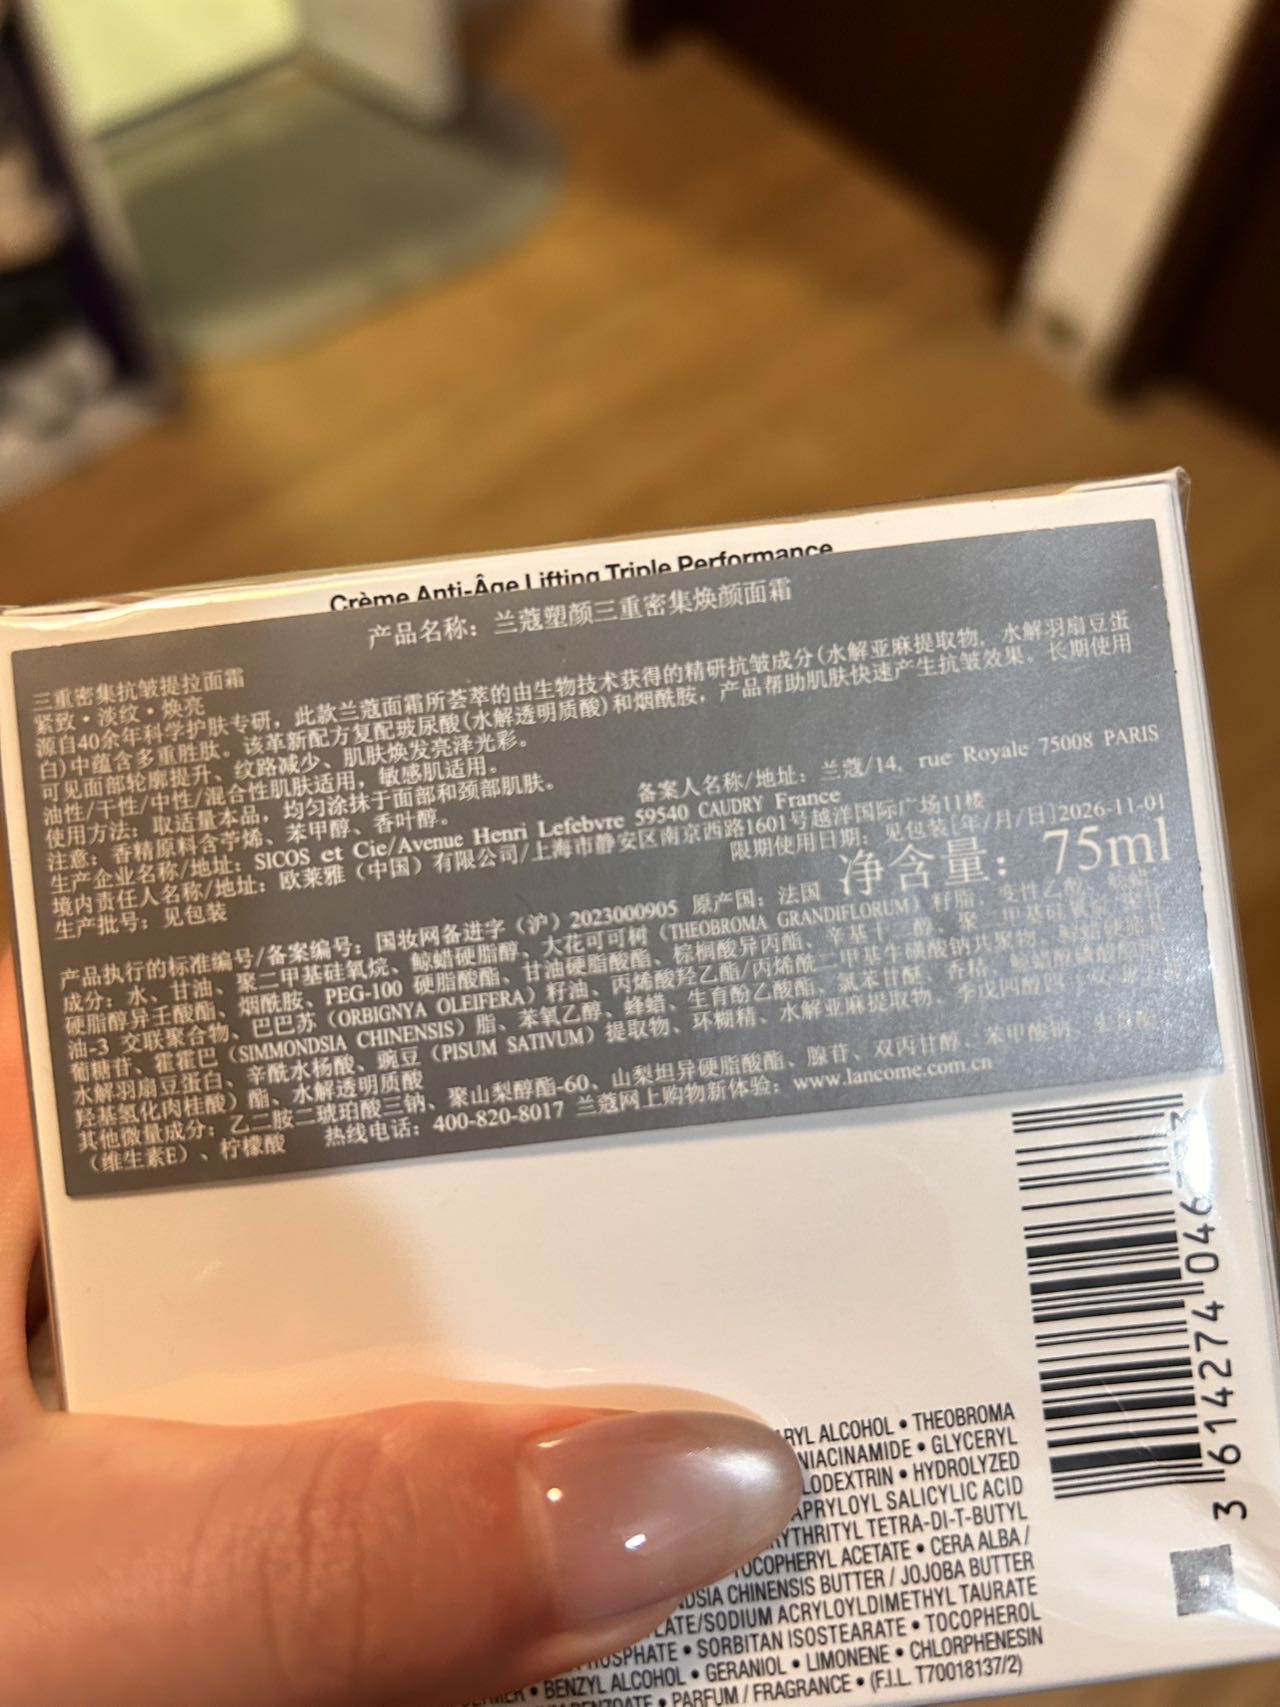 Crème Anti-Âge Lifting Triple Performance
产品名称：兰蔻塑颜三重密集焕颜面霜
三重密集抗皱提拉面霜
紧致·淡纹·焕亮
源自40余年科学护肤专研，此款兰蔻面霜所荟萃的由生物技术获得的精研抗皱成分(水解亚麻提取物，水解羽扇豆蛋
白)中蕴含多重胜肽。该革新配方复配玻尿酸(水解透明质酸)和烟酰胺，产品帮助肌肤快速产生抗皱效果。长期使用
可见面部轮廓提升、纹路减少、肌肤焕发亮泽光彩。
油性/干性/中性/混合性肌肤适用，敏感肌适用。
使用方法：取适量本品，均匀涂抹于面部和颈部肌肤。
注意：香精原料含苧烯、苯甲醇、香叶醇。 备案人名称/地址：兰蔻/14, rue Royale 75008 PARIS
生产企业名称/地址：SICOS et Cie/Avenue Henri Lefebvre 59540 CAUDRY France
境内责任人名称/地址：欧莱雅（中国）有限公司/上海市静安区南京西路1601号越洋国际广场11楼
生产批号：见包装 限期使用日期：见包装[年/月/日]2026-11-01
净含量：75ml
产品执行的标准编号/备案编号：国妆网备进字（沪）2023000905 原产国：法国
成分：水、甘油、聚二甲基硅氧烷、鲸蜡硬脂醇、大花可可树（THEOBROMA GRANDIFLORUM）籽脂、变性乙醇、
硬脂醇异壬酸酯、烟酰胺、PEG-100 硬脂酸酯、甘油硬脂酸酯、棕榈酸异丙酯、辛基十二醇、聚二甲基硅氧烷
油-3 交联聚合物、巴巴苏（ORBIGNYA OLEIFERA）籽油、丙烯酸羟乙酯/丙烯酰二甲基牛磺酸钠共聚物、
葡糖苷、霍霍巴（SIMMONDSIA CHINENSIS）脂、苯氧乙醇、蜂蜡、生育酚乙酸酯、氯苯甘醚、香精、
水解羽扇豆蛋白、辛酰水杨酸、豌豆（PISUM SATIVUM）提取物、环糊精、水解亚麻提取物、季戊四醇四
羟基氢化肉桂酸）酯、水解透明质酸
其他微量成分：乙二胺二琥珀酸三钠、聚山梨醇酯-60、山梨坦异硬脂酸酯、腺苷、双丙甘醇、苯甲酸钠、
（维生素E）、柠檬酸 热线电话：400-820-8017 兰蔻网上购物新体验：www.lancome.com.cn
3 614274 046
ARYL ALCOHOL • THEOBROMA
NIACINAMIDE • GLYCERYL
LODEXTRIN • HYDROLYZED
APRYLOYL SALICYLIC ACID
YTHRITYL TETRA-DI-T-BUTYL
TOCOPHERYL ACETATE • CERA ALBA /
DSIA CHINENSIS BUTTER / JOJOBA BUTTER
LATE/SODIUM ACRYLOYLDIMETHYL TAURATE
PHOSPHATE • SORBITAN ISOSTEARATE • TOCOPHEROL
• BENZYL ALCOHOL • GERANIOL • LIMONENE • CHLORPHENESIN
• PARFUM / FRAGRANCE • (F.I.L. T70018137/2)